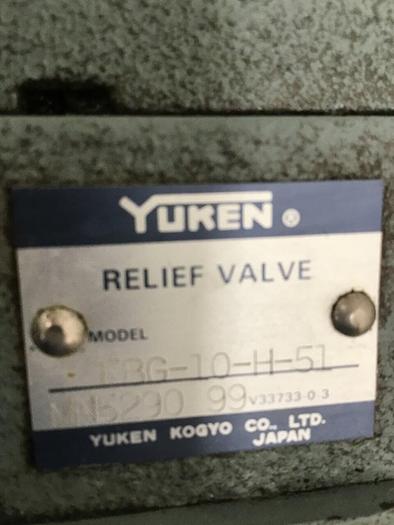 YUKEN ®
RELIEF VALVE
MODEL
BG-10-H-51
MN5290 99 V33733-0-3
YUKEN KOGYO CO., LTD.
JAPAN